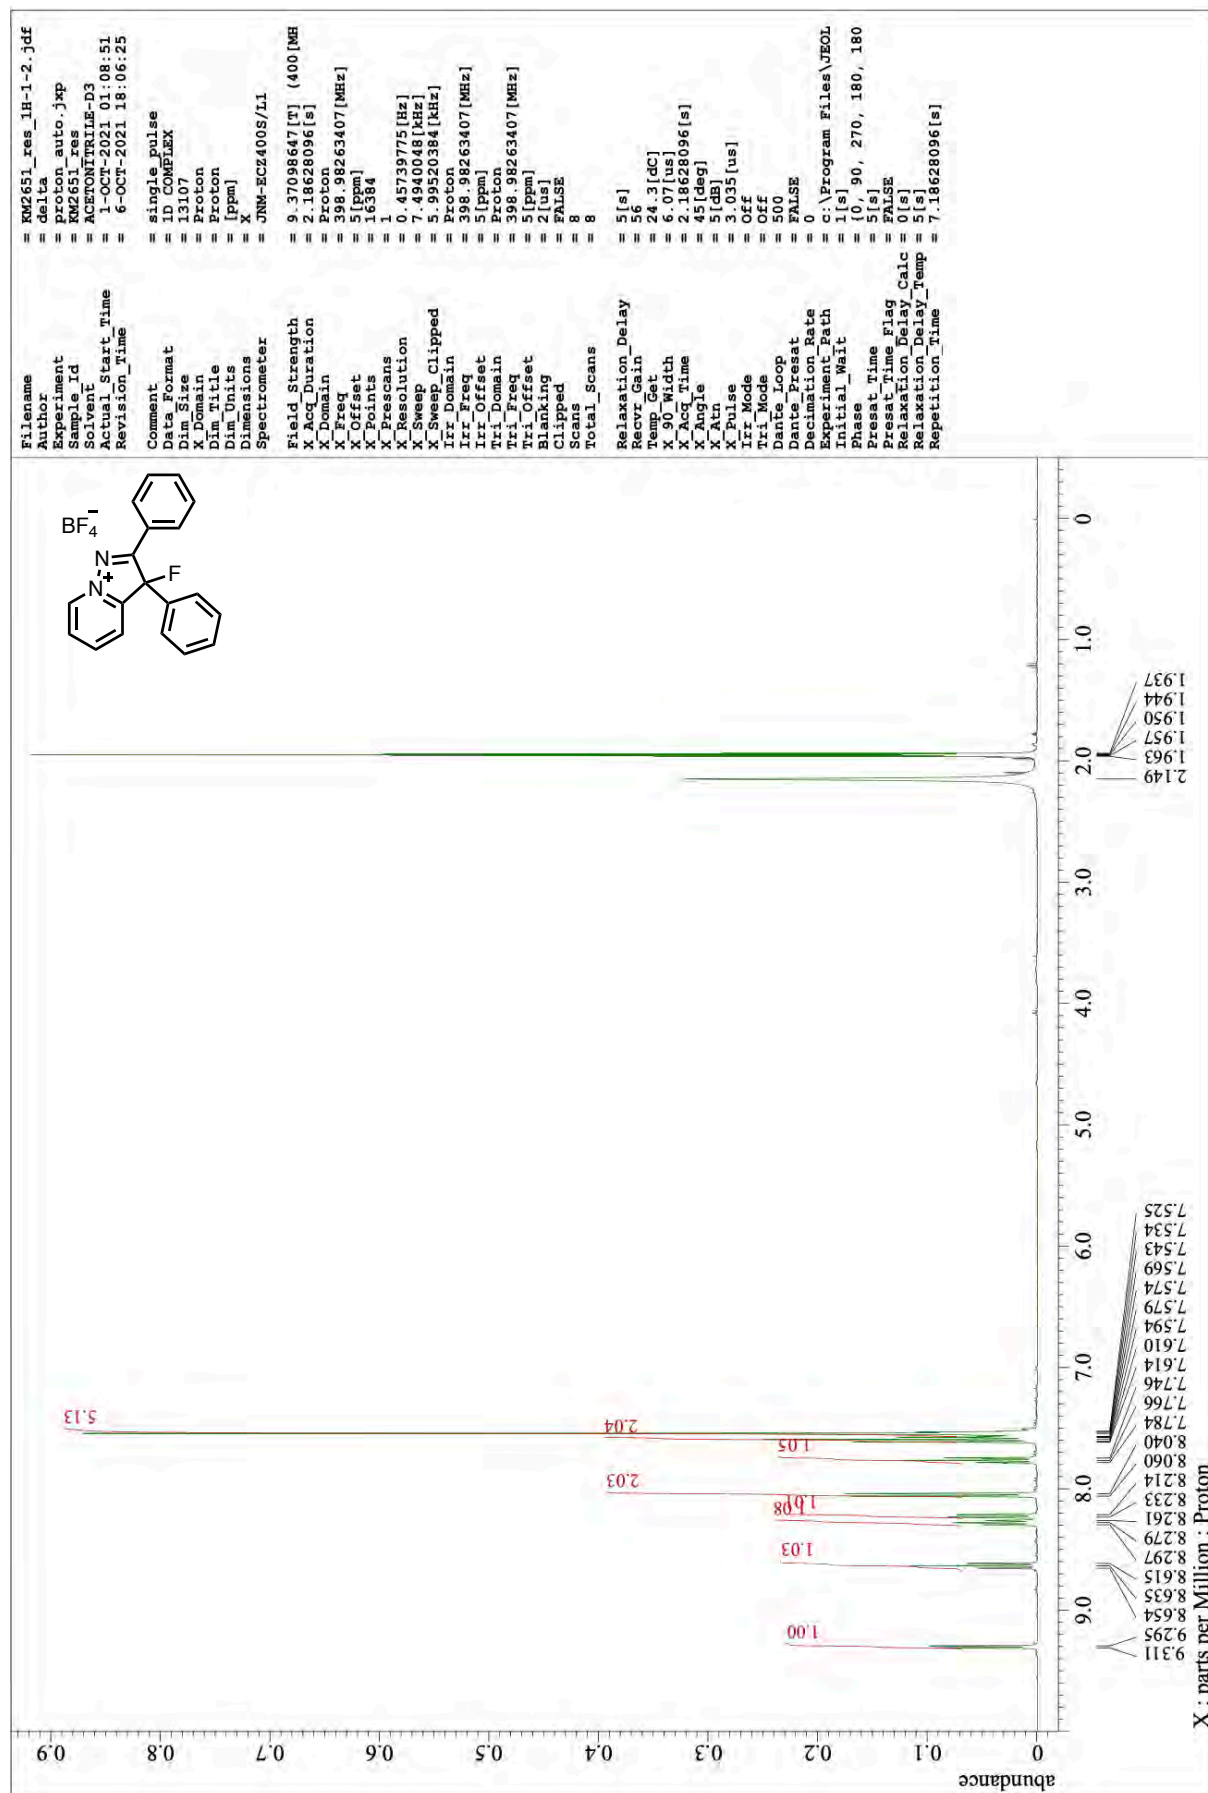 Filename = KM2651_res_1H-1-2.jdf
Author = delta
Experiment = proton_auto.jxp
Sample_Id = KM2651_res
Solvent = ACETONITRILE-D3
Actual_Start_Time = 1-OCT-2021 01:08:51
Revision_Time = 6-OCT-2021 18:06:25
Comment = single_pulse
Data_Format = 1D COMPLEX
Dim_Size = 13107
X_Domain = Proton
Dim_Title = Proton
Dim_Units = [ppm]
Dimensions = X
Spectrometer = JNM-ECZ400S/L1
Field_Strength = 9.37098647[T] (400[MH
X_Acq_Duration = 2.18628096[s]
X_Domain = Proton
X_Freq = 398.98263407[MHz]
X_Offset = 5[ppm]
X_Points = 16384
X_Prescans = 1
X_Resolution = 0.45739775[Hz]
X_Sweep = 7.4940048[kHz]
X_Sweep_Clipped = 5.99520384[kHz]
Irr_Domain = Proton
Irr_Freq = 398.98263407[MHz]
Irr_Offset = 5[ppm]
Tri_Domain = Proton
Tri_Freq = 398.98263407[MHz]
Tri_Offset = 5[ppm]
Blanking = 2[us]
Clipped = FALSE
Scans = 8
Total_Scans = 8
Relaxation_Delay = 5[s]
Recvr_Gain = 56
Temp_Get = 24.3[dC]
X_90_Width = 6.07[us]
X_Acq_Time = 2.18628096[s]
X_Angle = 45[deg]
X_Atn = 5[dB]
X_Pulse = 3.035[us]
Irr_Mode = Off
Tri_Mode = Off
Dante_Loop = 500
Dante_Presat = FALSE
Decimation_Rate = 0
Experiment_Path = c:\Program Files\JEOL
Initial_Wait = 1[s]
Phase = {0, 90, 270, 180, 180
Presat_Time = 5[s]
Presat_Time_Flag = FALSE
Relaxation_Delay_Calc = 0[s]
Relaxation_Delay_Temp = 5[s]
Repetition_Time = 7.18628096[s]
BF4−
N
N+
F
abundance
0 0.1 0.2 0.3 0.4 0.5 0.6 0.7 0.8 0.9
1.00
1.03
1.08
1.01
2.03
1.05
2.04
5.13
9.0 8.0 7.0 6.0 5.0 4.0 3.0 2.0 1.0 0
9.311
9.295
8.654
8.635
8.615
8.297
8.279
8.261
8.233
8.214
8.060
8.040
7.784
7.766
7.746
7.614
7.610
7.594
7.579
7.574
7.569
7.543
7.534
7.525
2.149
1.963
1.957
1.950
1.944
1.937
X : parts per Million : Proton